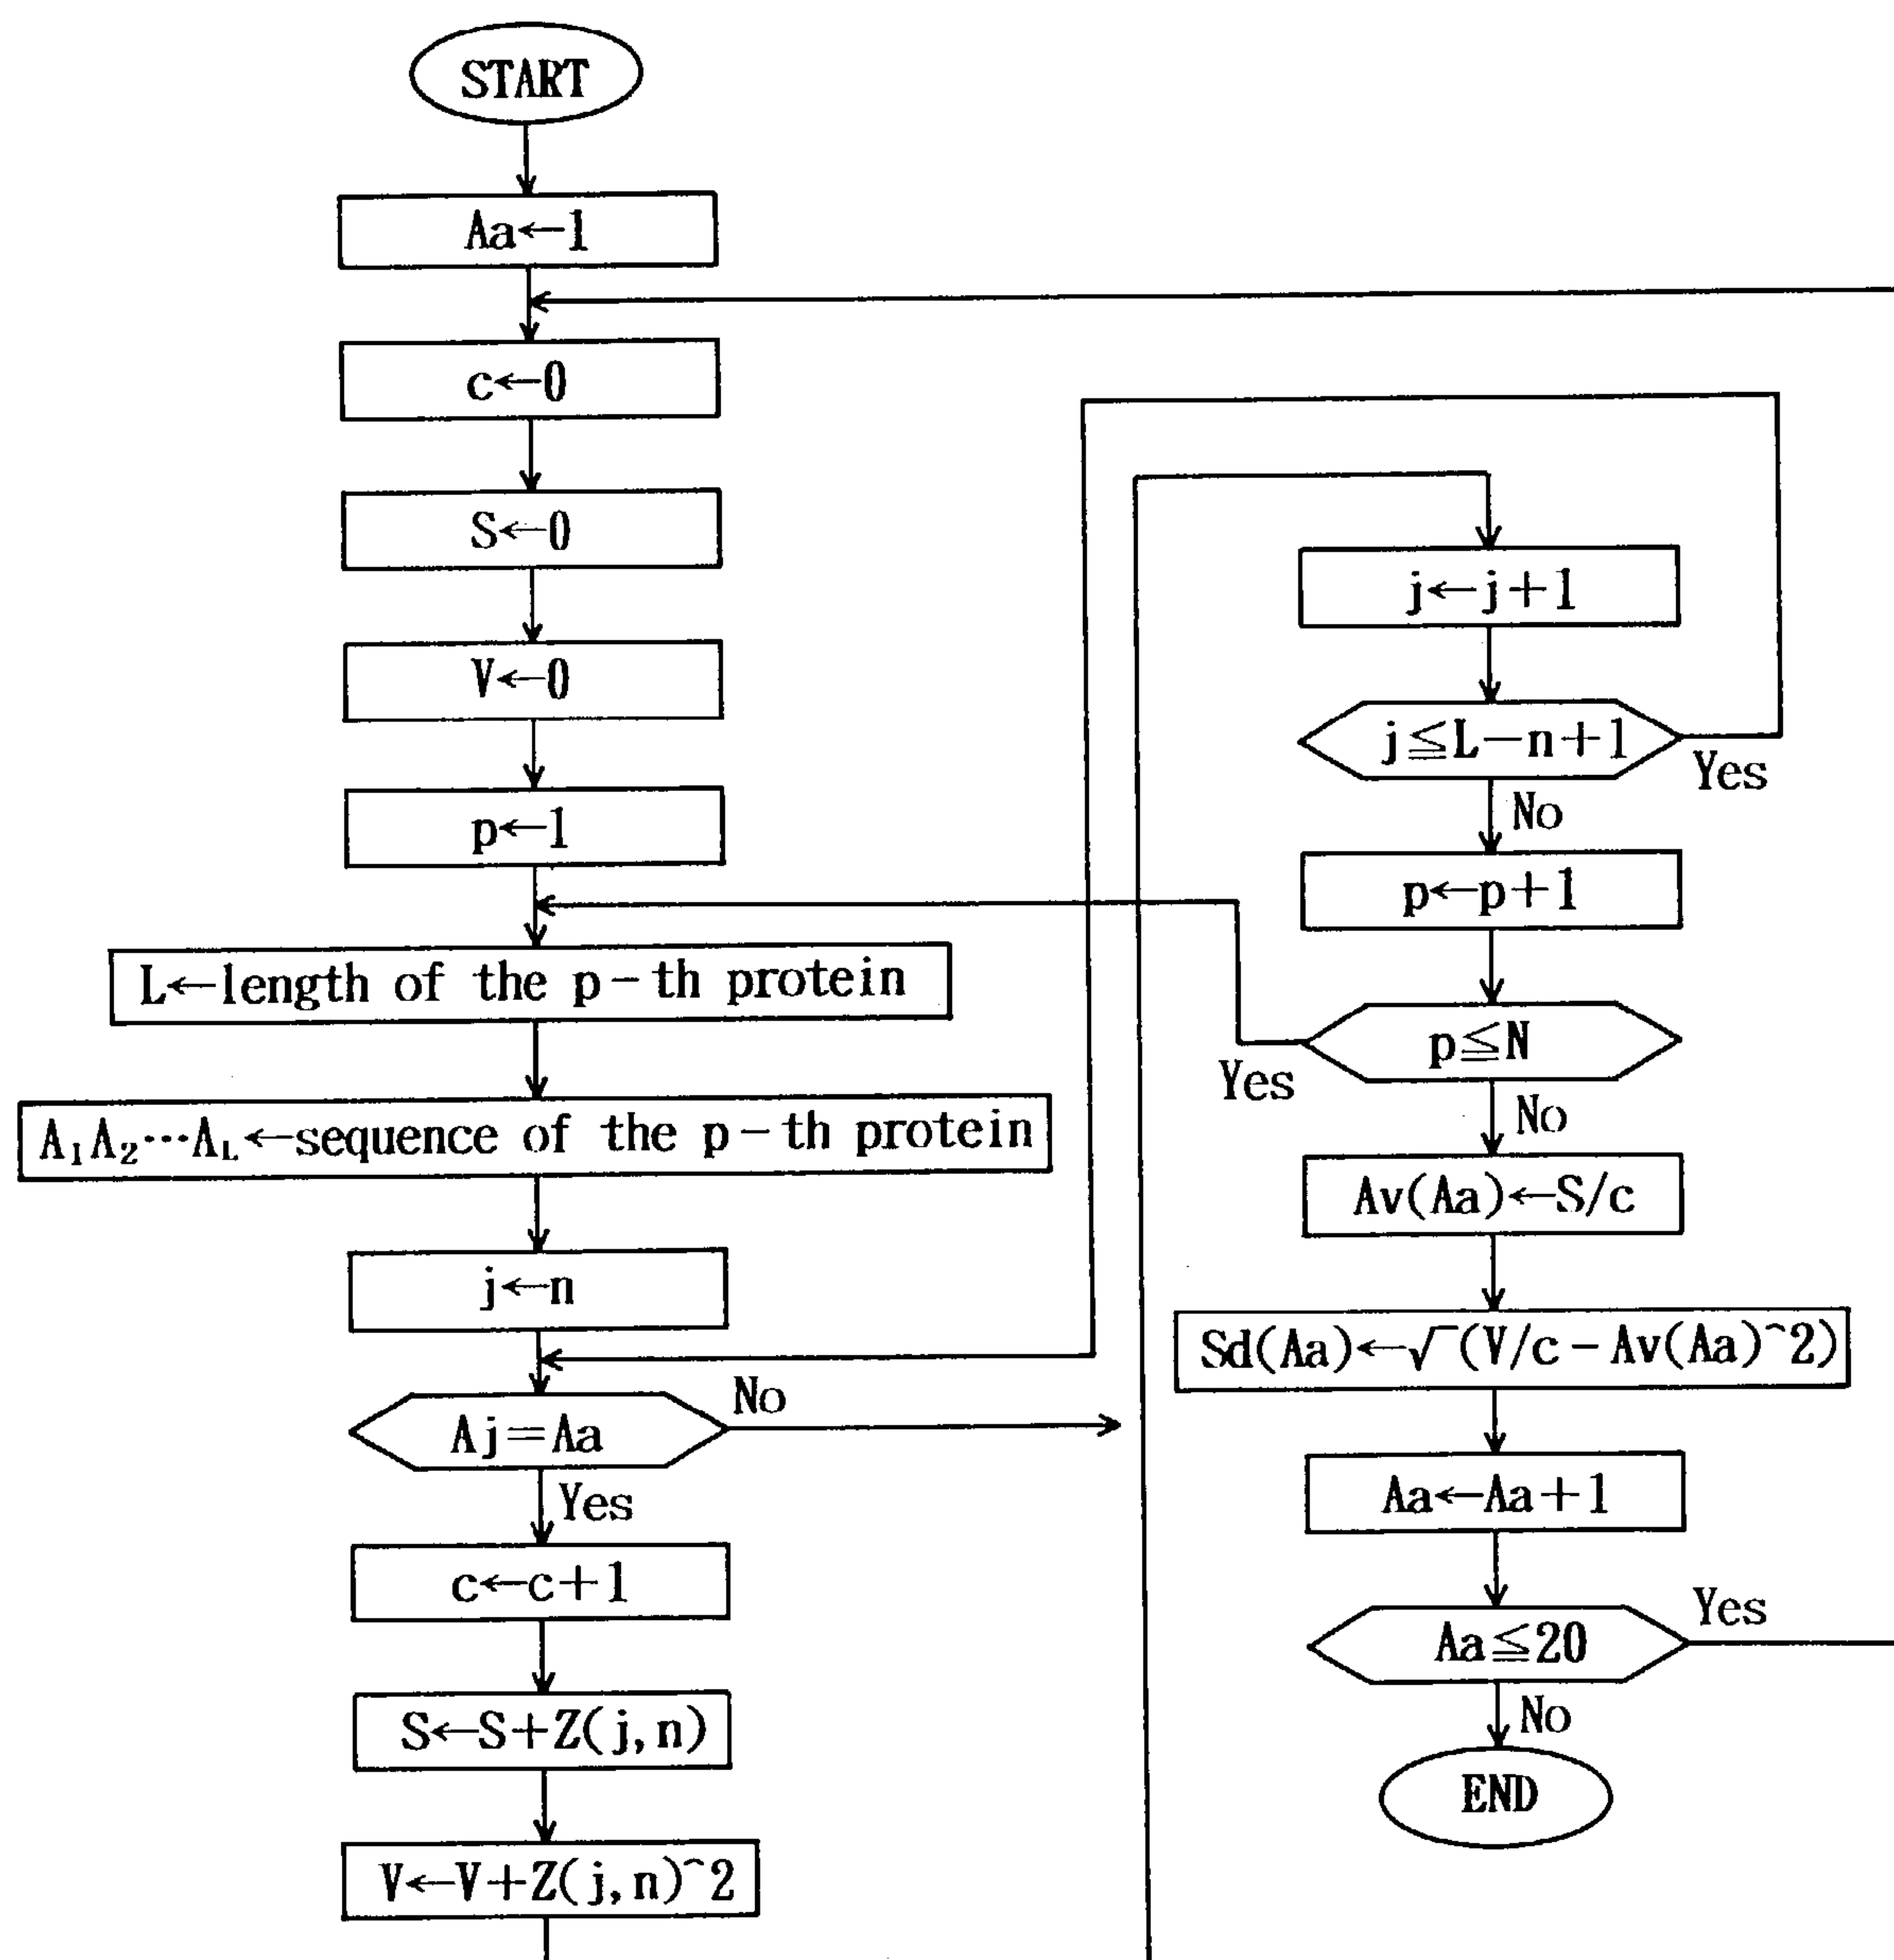 START
Aa←1
c←0
S←0
V←0
p←1
L←length of the p-th protein
A₁A₂⋯A_L←sequence of the p-th protein
j←n
Aj=Aa
No
Yes
c←c+1
S←S+Z(j,n)
V←V+Z(j,n)^2
j←j+1
j≦L-n+1
Yes
No
p←p+1
p≦N
Yes
No
Av(Aa)←S/c
Sd(Aa)←√(V/c-Av(Aa)^2)
Aa←Aa+1
Aa≦20
Yes
No
END